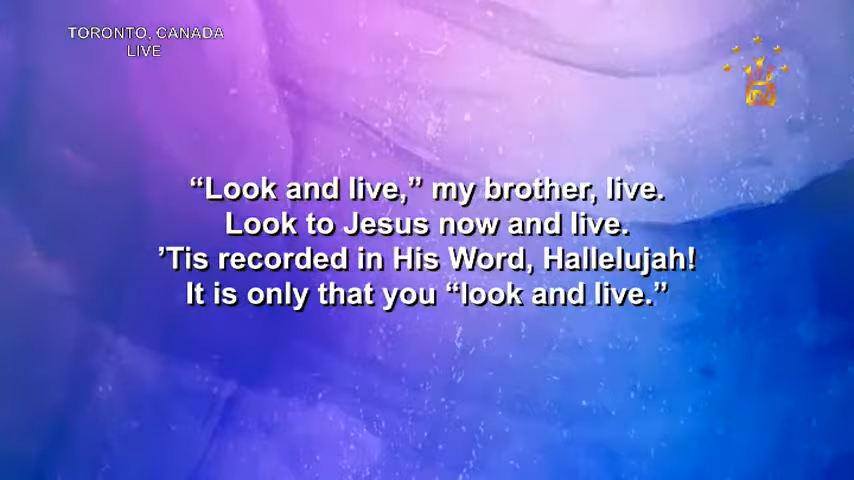 TORONTO, CANADA
LIVE
“Look and live,” my brother, live.
Look to Jesus now and live.
’Tis recorded in His Word, Hallelujah!
It is only that you “look and live.”